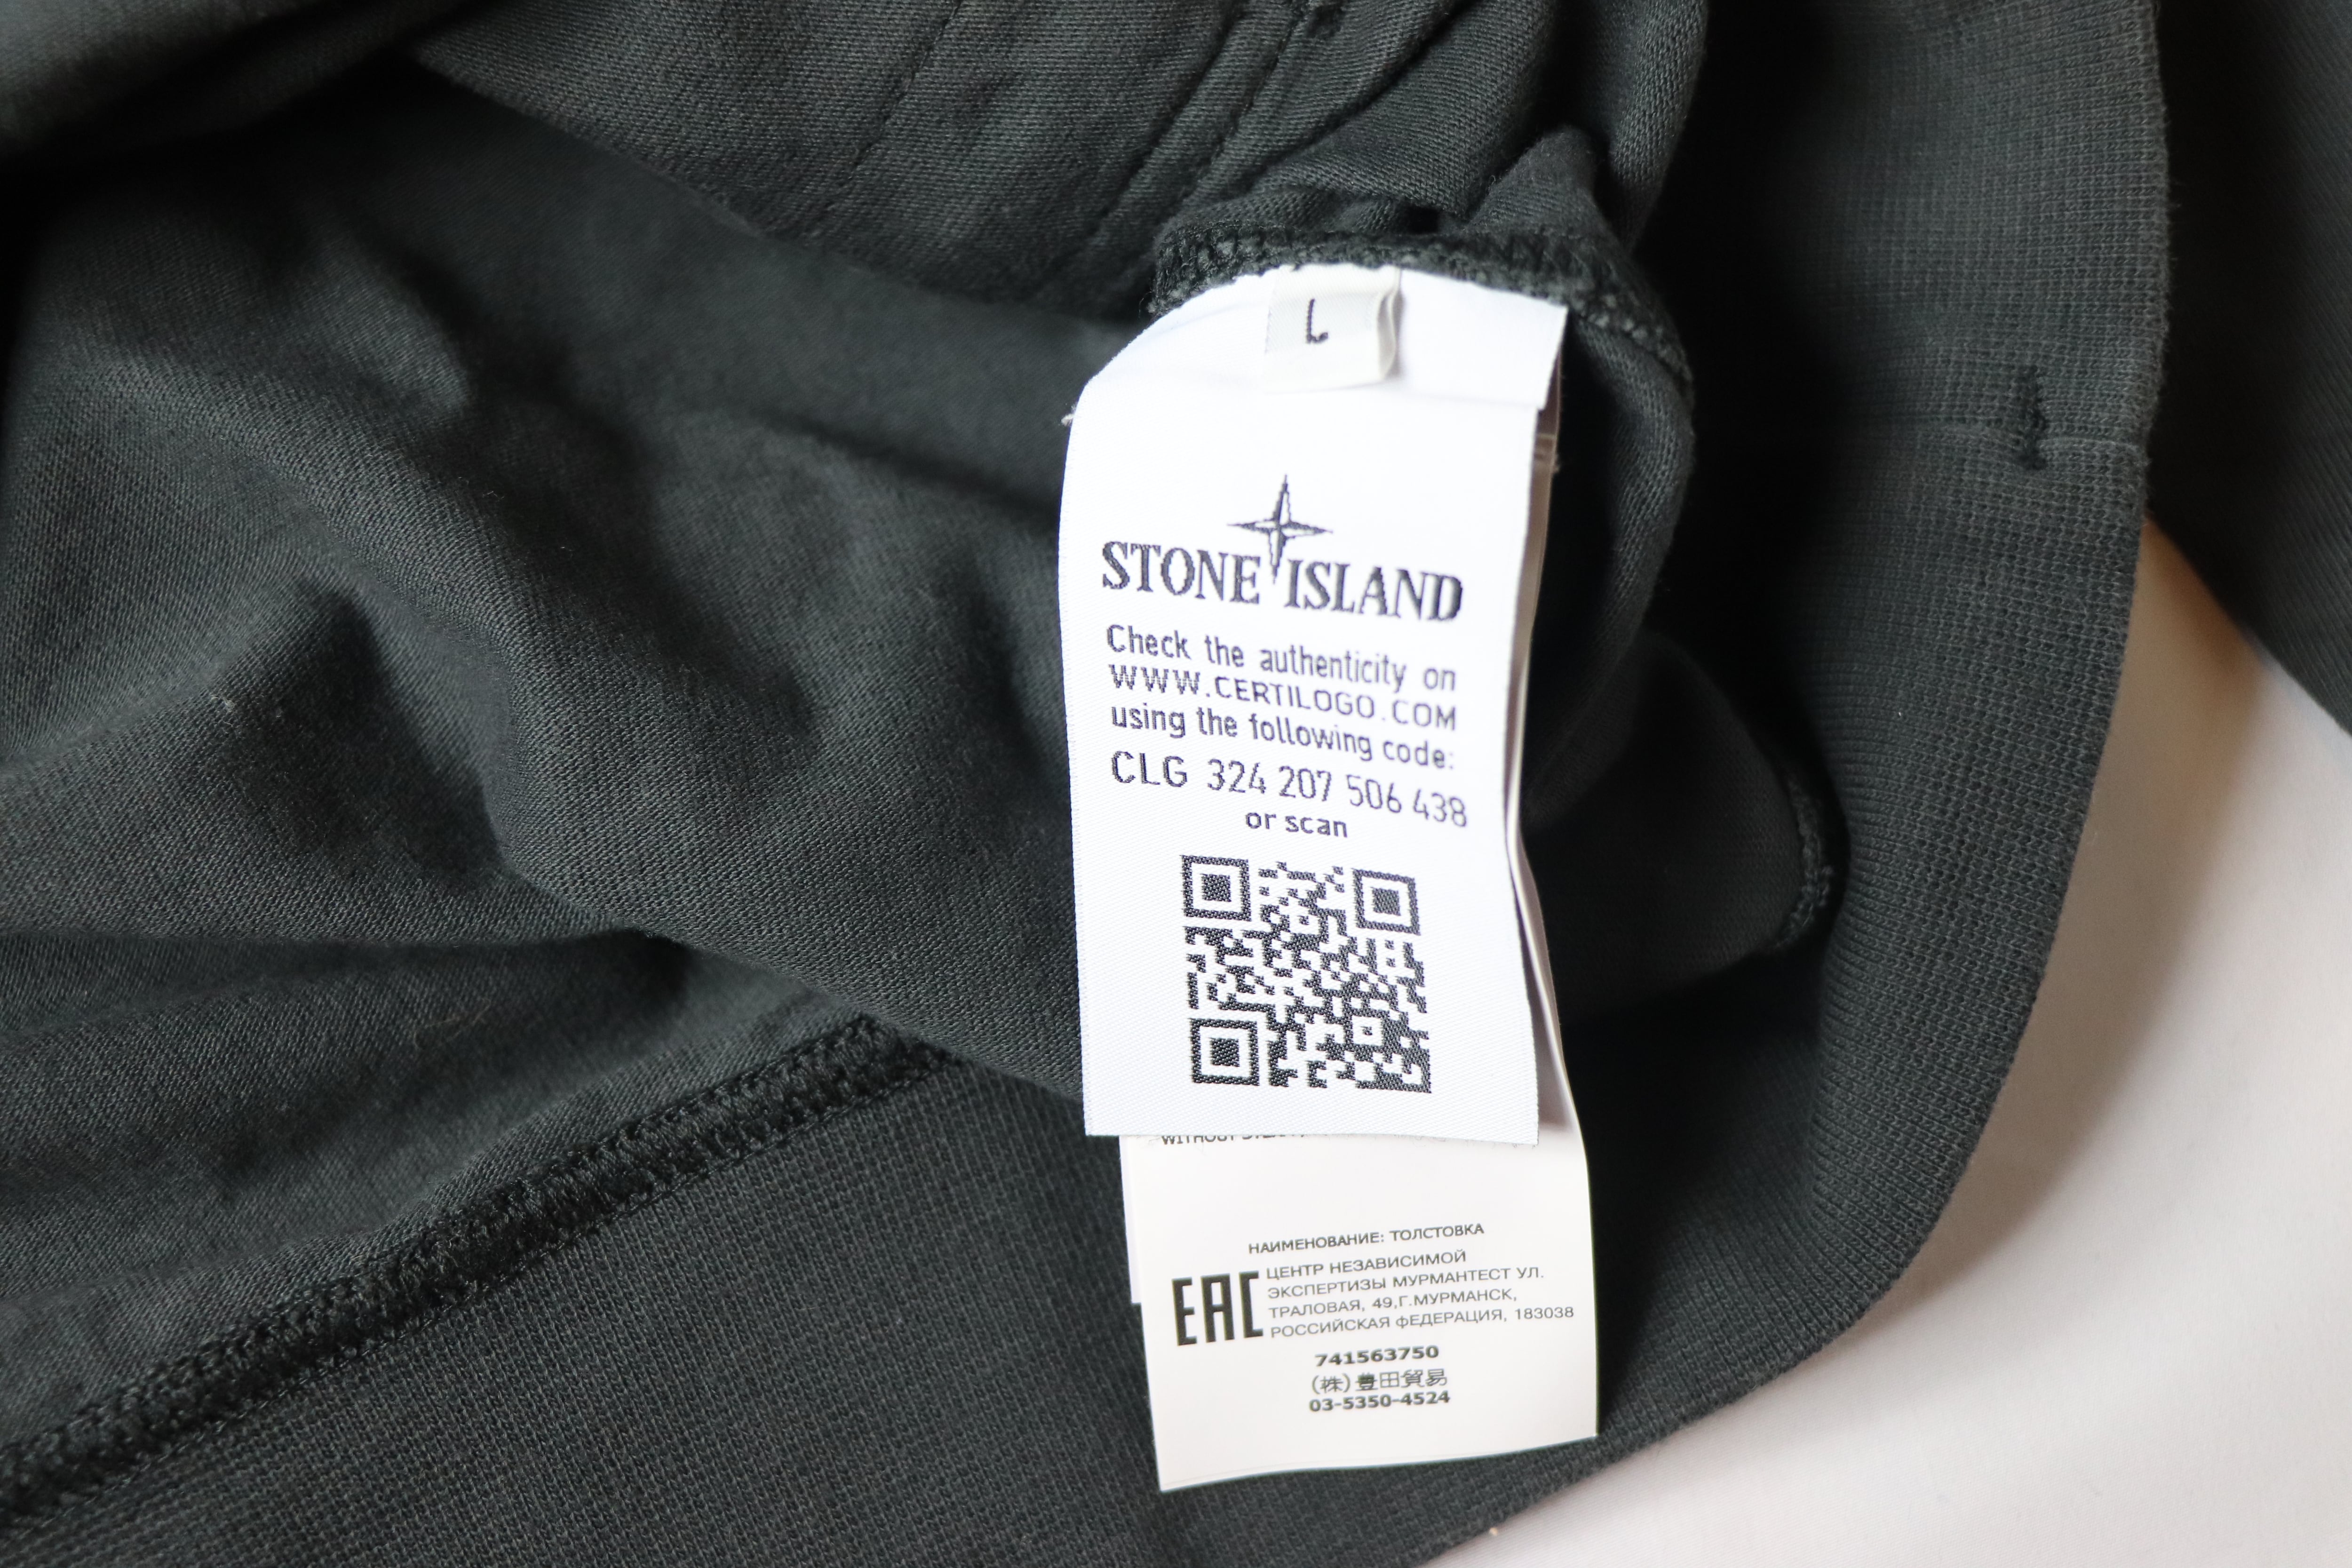 L
STONE ISLAND
Check the authenticity on
WWW.CERTILOGO.COM
using the following code:
CLG 324 207 506 438
or scan
WITHOUT
НАИМЕНОВАНИЕ: ТОЛСТОВКА
EAC
ЦЕНТР НЕЗАВИСИМОЙ
ЭКСПЕРТИЗЫ МУРМАНТЕСТ УЛ.
ТРАЛОВАЯ, 49,Г.МУРМАНСК,
РОССИЙСКАЯ ФЕДЕРАЦИЯ, 183038
741563750
(株)豊田貿易
03-5350-4524